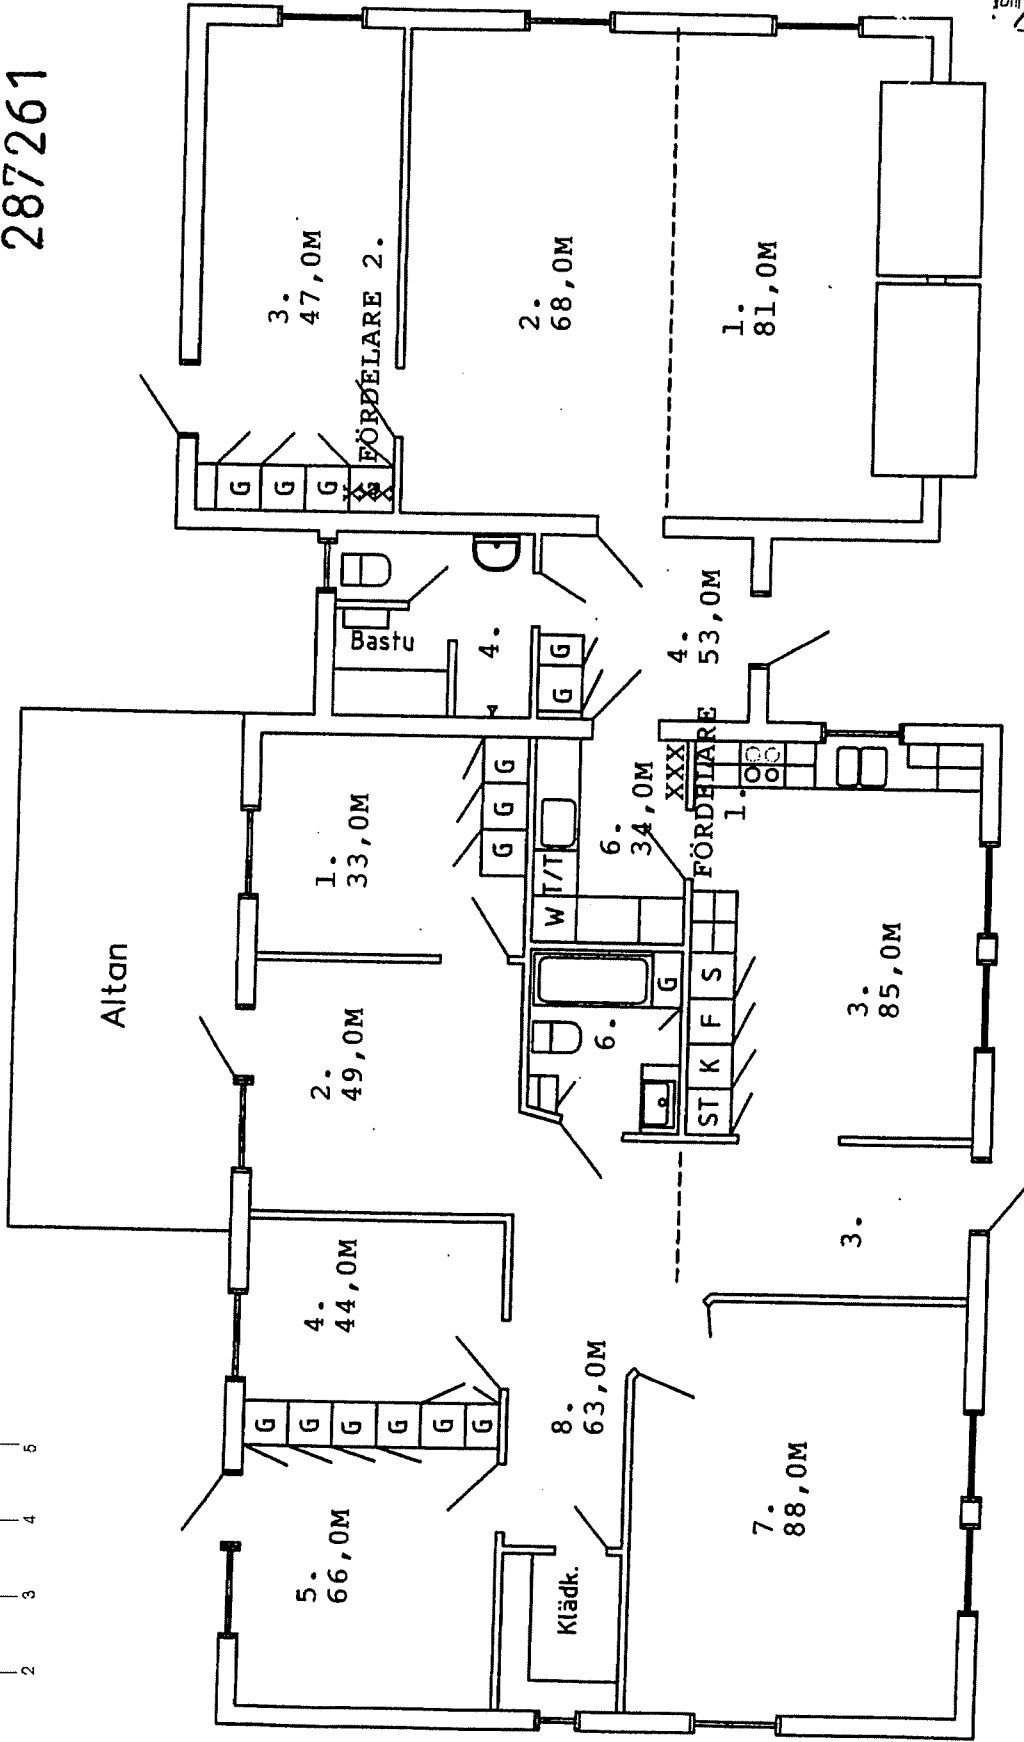 287261
Altan
5.
66,0M
4.
44,0M
2.
49,0M
1.
33,0M
3.
47,0M
FÖRDELARE 2.
G
G
G
G
G
G
G
G
G
G
G
G
Bastu
4.
G
G
Klädk.
8.
63,0M
6.
G
W
T/T
6.
34,0M
XXX
FÖRDELARE
1.
4.
53,0M
2.
68,0M
1.
81,0M
ST
K
F
S
7.
88,0M
3.
3.
85,0M
2
3
4
5